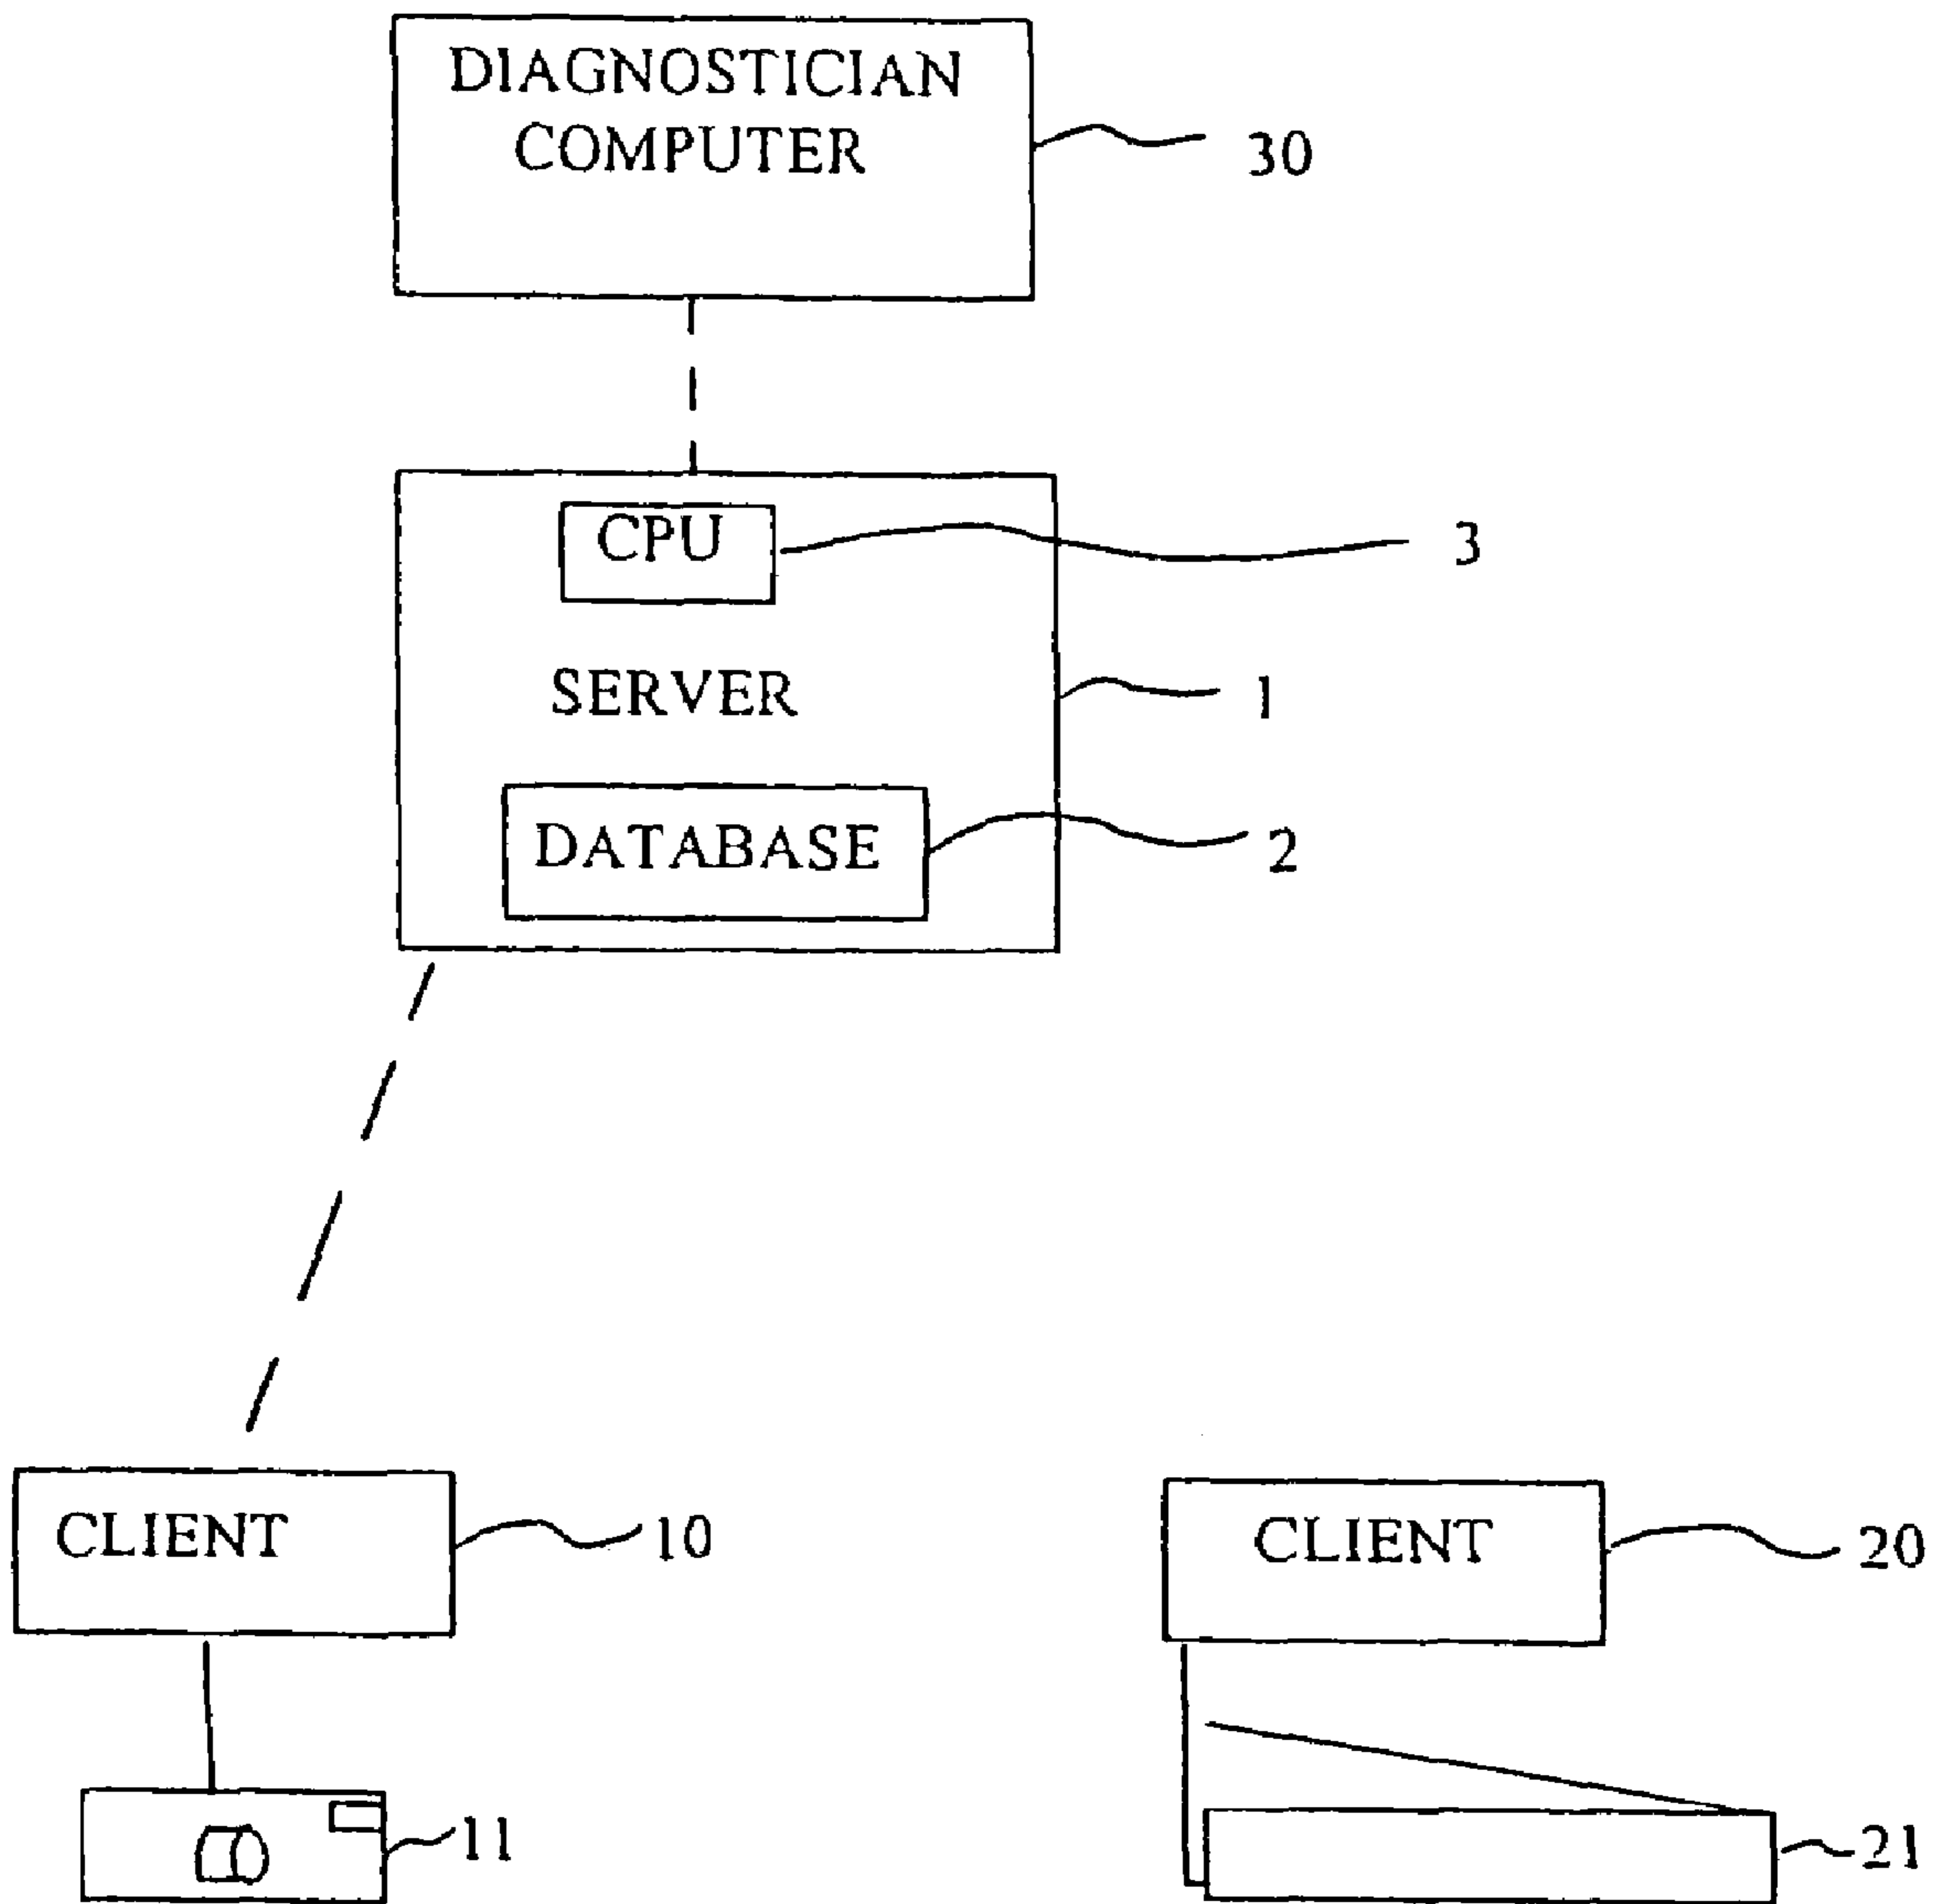 DIAGNOSTICIAN
COMPUTER
30
CPU
3
SERVER
1
DATABASE
2
CLIENT
10
CLIENT
20
11
21